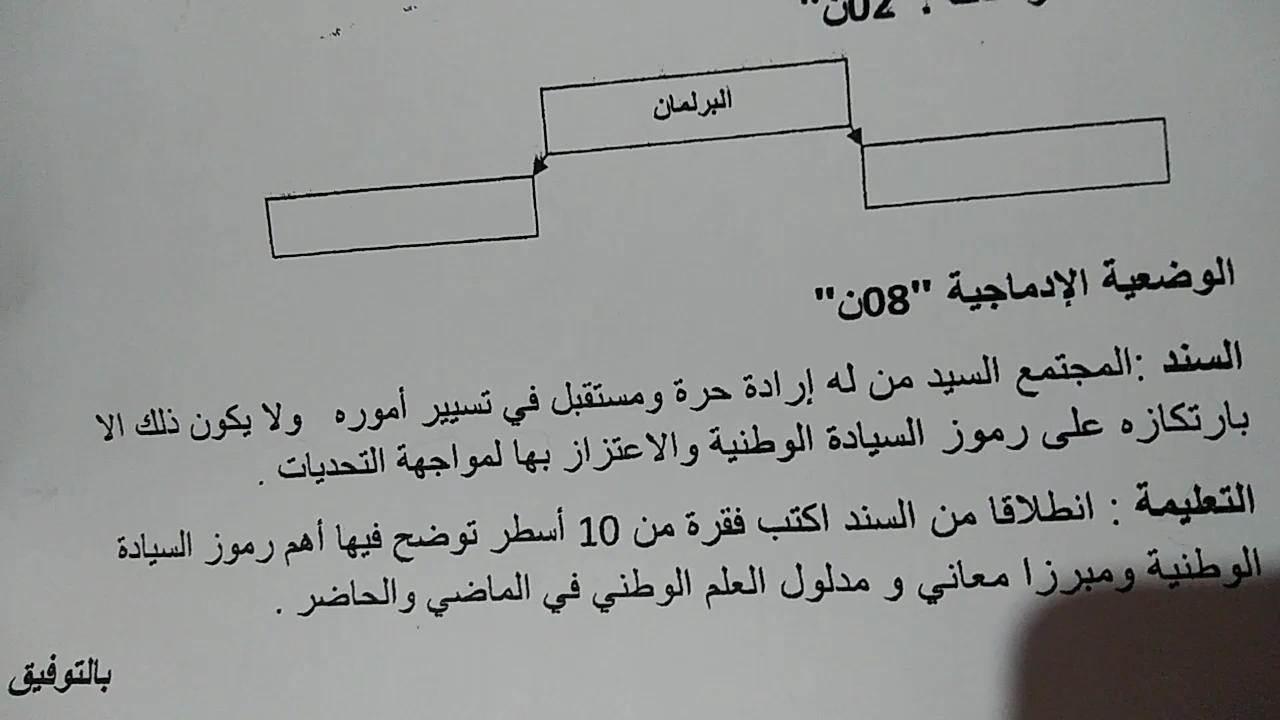 02ن"
البرلمان
الوضعية الإدماجية "08ن"
السند :المجتمع السيد من له إرادة حرة ومستقبل في تسيير أموره ولا يكون ذلك الا
بارتكازه على رموز السيادة الوطنية والاعتزاز بها لمواجهة التحديات .
التعليمة : انطلاقا من السند اكتب فقرة من 10 أسطر توضح فيها أهم رموز السيادة
الوطنية ومبرزا معاني و مدلول العلم الوطني في الماضي والحاضر .
بالتوفيق